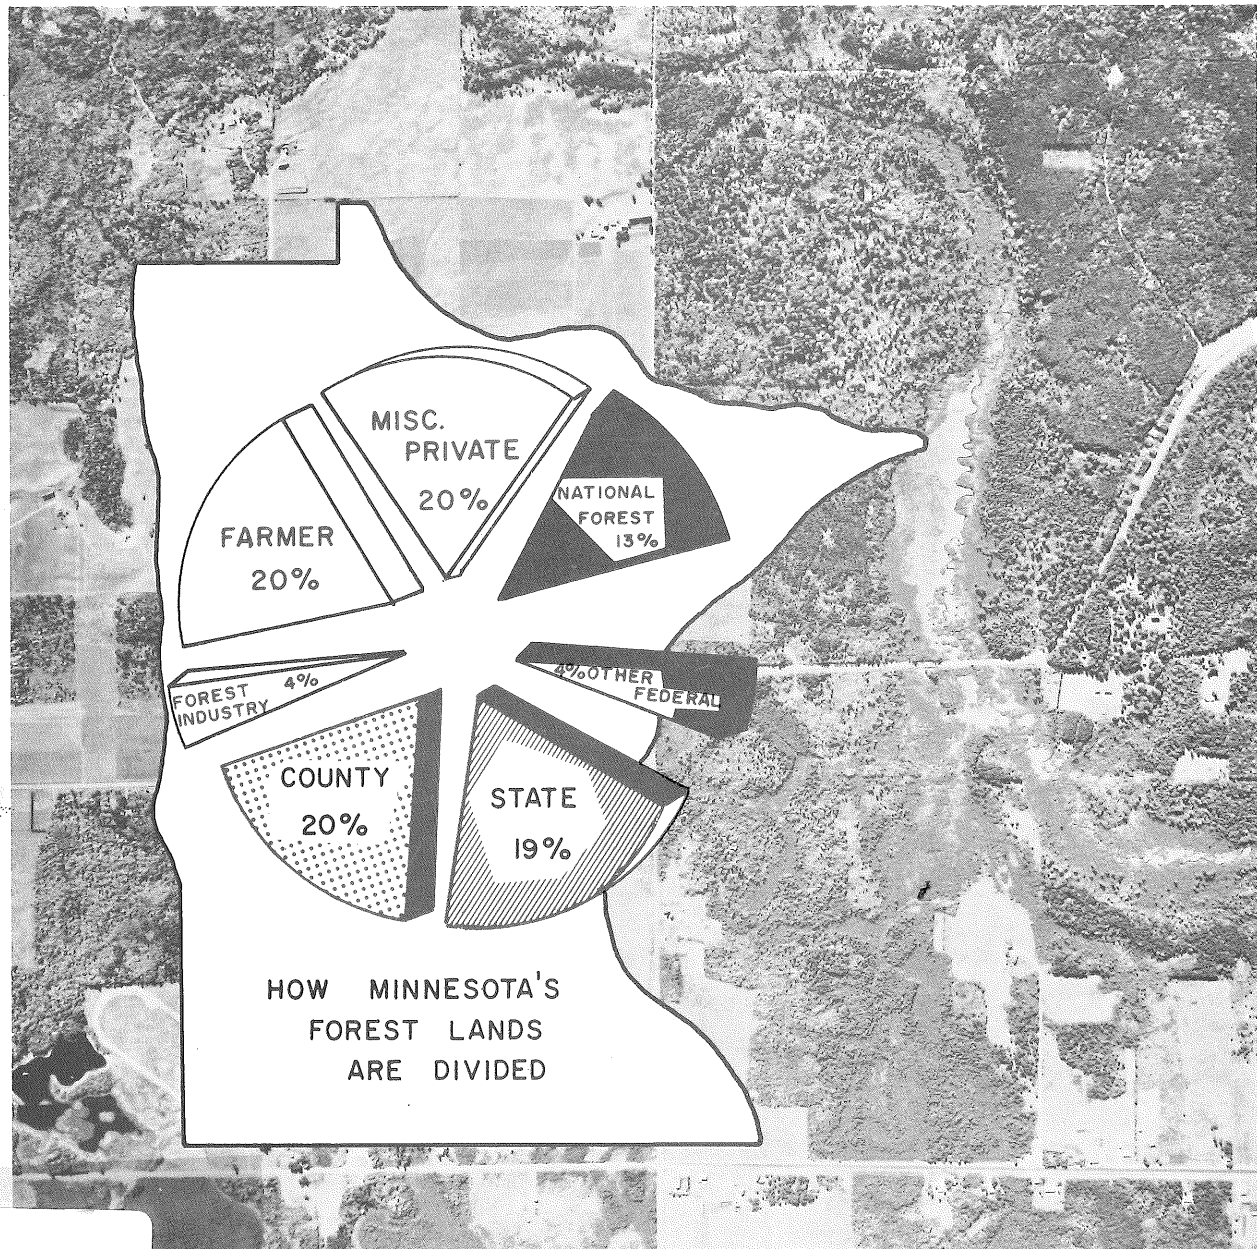 MISC.
PRIVATE
20%
NATIONAL
FOREST
13%
FARMER
20%
4% OTHER
FEDERAL
FOREST
INDUSTRY
4%
COUNTY
20%
STATE
19%
HOW MINNESOTA'S
FOREST LANDS
ARE DIVIDED